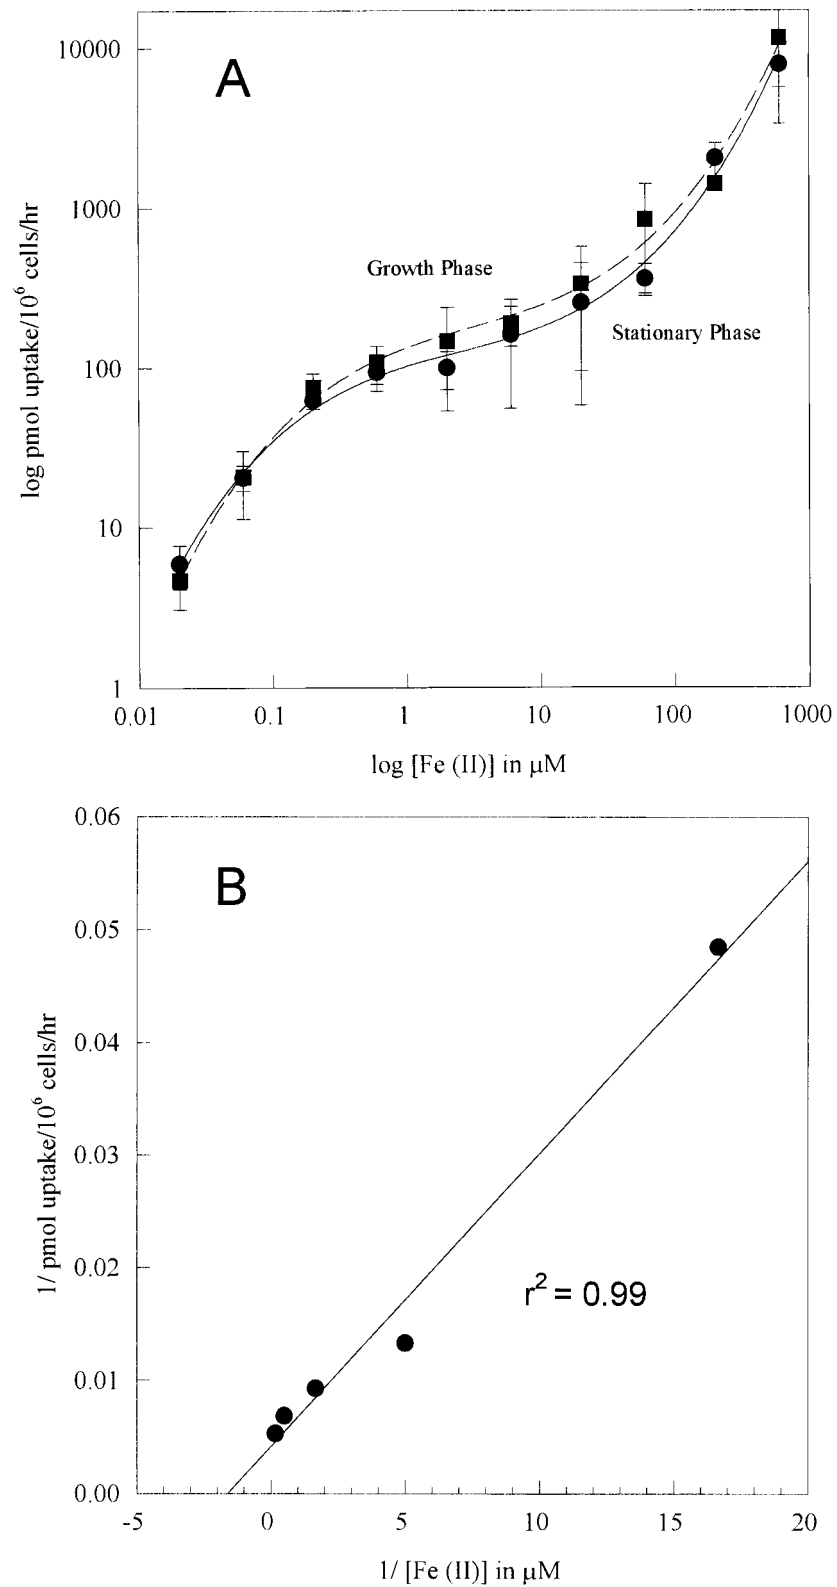 A
10000
1000
100
10
1
log pmol uptake/10⁶ cells/hr
Growth Phase
Stationary Phase
0.01 0.1 1 10 100 1000
log [Fe (II)] in µM
B
0.06
0.05
0.04
0.03
0.02
0.01
0.00
1/ pmol uptake/10⁶ cells/hr
r² = 0.99
-5 0 5 10 15 20
1/ [Fe (II)] in µM